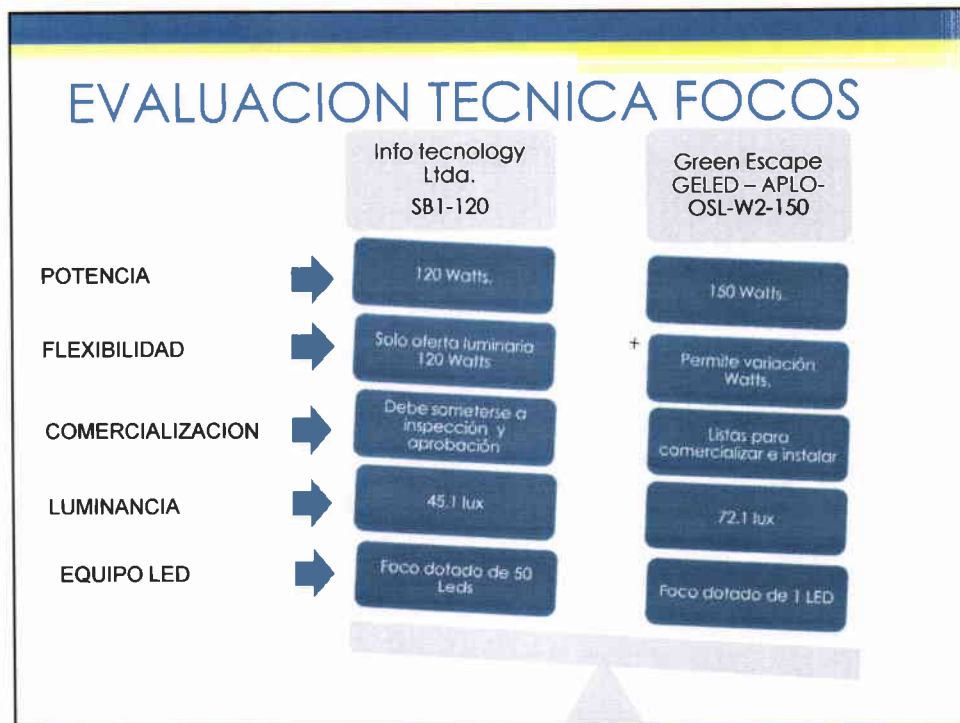 EVALUACION TECNICA FOCOS
Info tecnology
Ltda.
SB1-120
Green Escape
GELED – APLO-
OSL-W2-150
POTENCIA
120 Watts.
150 Watts.
FLEXIBILIDAD
Solo oferta luminaria
120 Watts
+
Permite variación
Watts.
COMERCIALIZACION
Debe someterse a
inspección y
aprobación
Listas para
comercializar e instalar
LUMINANCIA
45.1 lux
72.1 lux
EQUIPO LED
Foco dotado de 50
Leds
Foco dotado de 1 LED